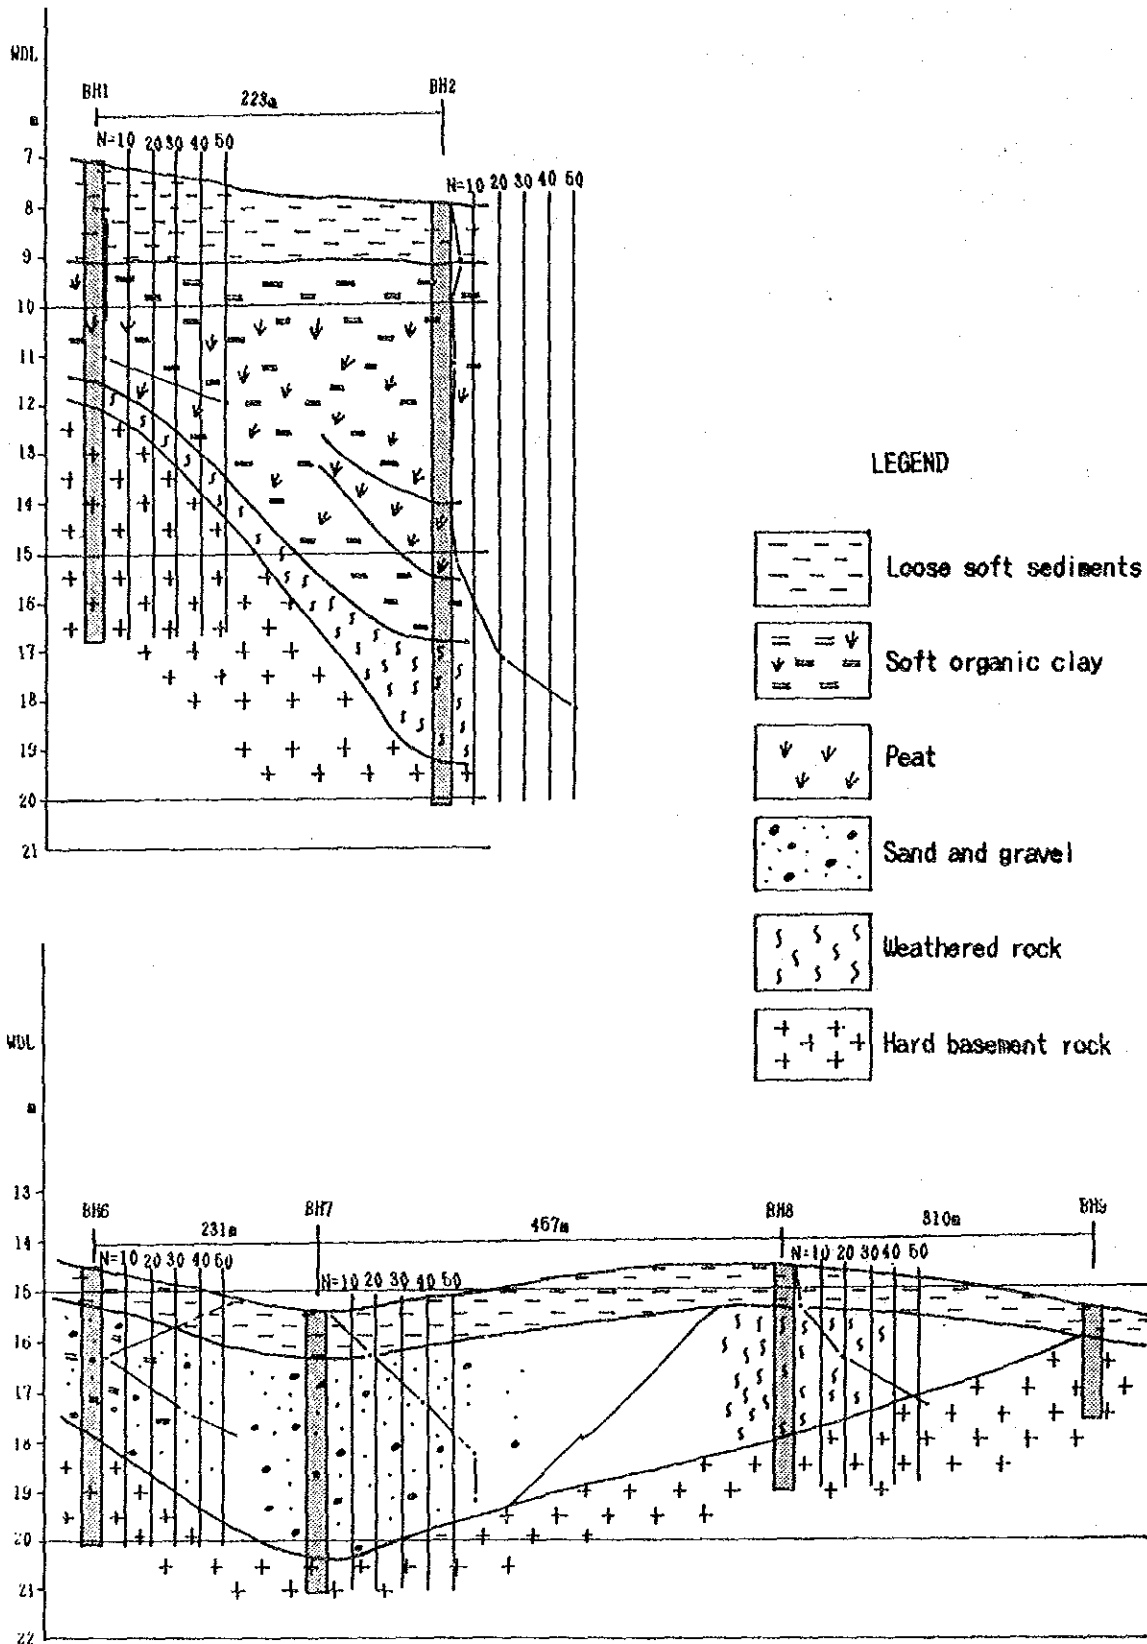 WDL
BH1
BH2
223m
m
N=10 20 30 40 50
N=10 20 30 40 50
7
8
9
10
11
12
13
14
15
16
17
18
19
20
21
LEGEND
Loose soft sediments
Soft organic clay
Peat
Sand and gravel
Weathered rock
Hard basement rock
WDL
m
13
14
15
16
17
18
19
20
21
22
BH6
231m
BH7
467m
BH8
310m
BH9
N=10 20 30 40 50
N=10 20 30 40 50
N=10 20 30 40 50